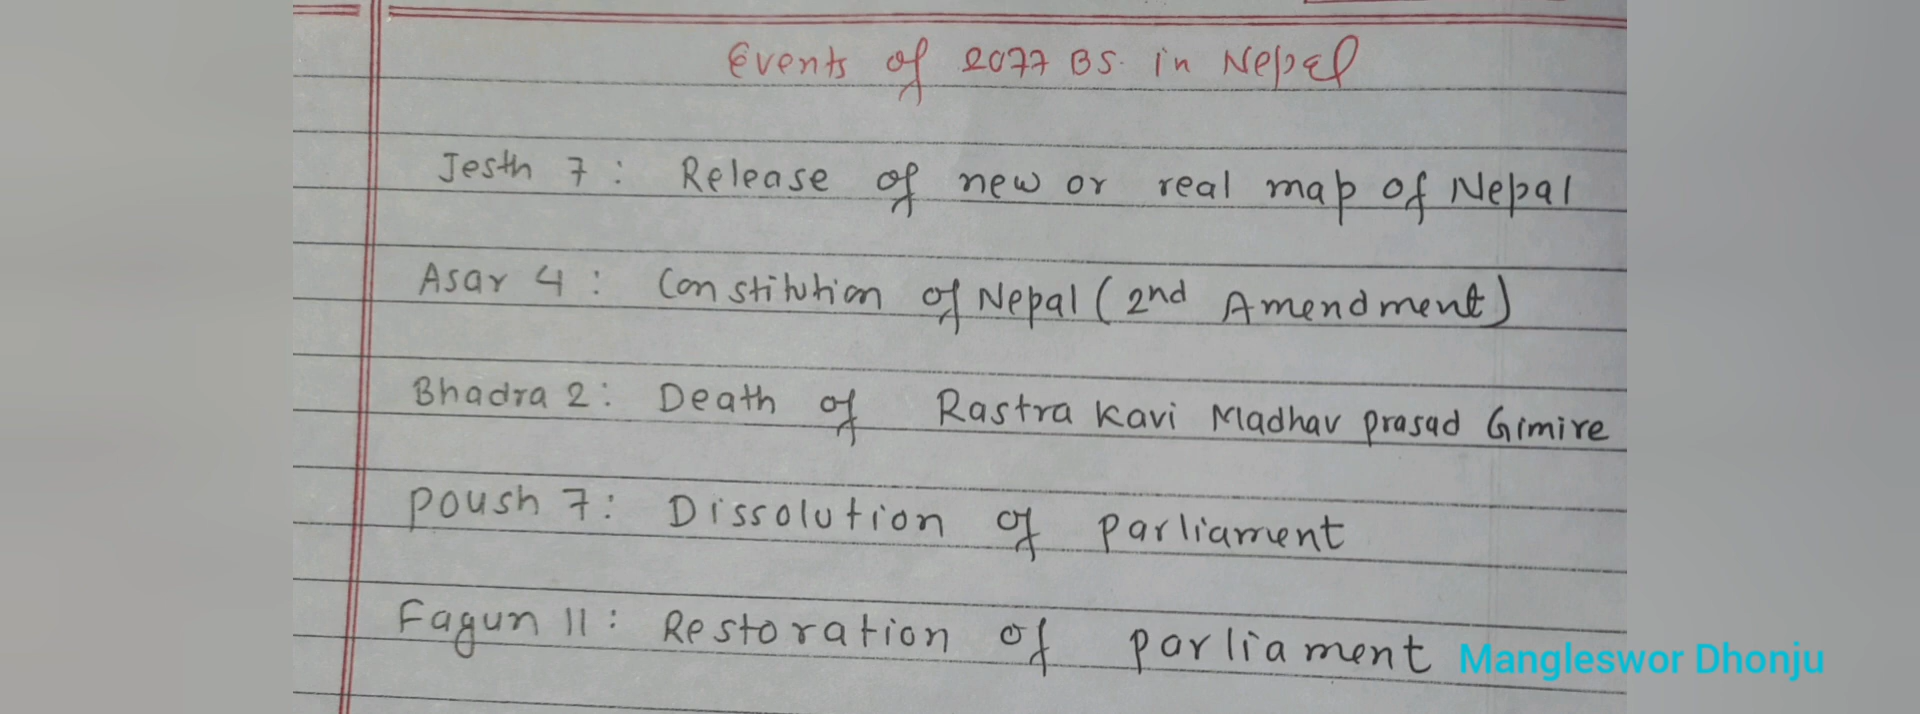 Events of 2077 BS. in Nepal
Jesth 7: Release of new or real map of Nepal
Asar 4: Constitution of Nepal (2nd Amendment)
Bhadra 2: Death of Rastra Kavi Madhav prasad Gimire
Poush 7: Dissolution of parliament
Fagun 11: Restoration of parliament
Mangleswor Dhonju